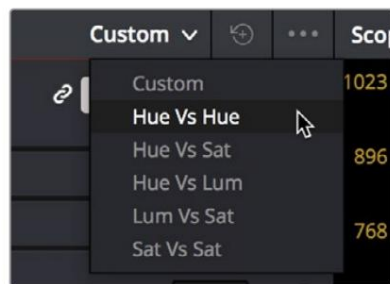 Custom
Scop
1023
Custom
Hue Vs Hue
Hue Vs Sat
896
Hue Vs Lum
Lum Vs Sat
768
Sat Vs Sat